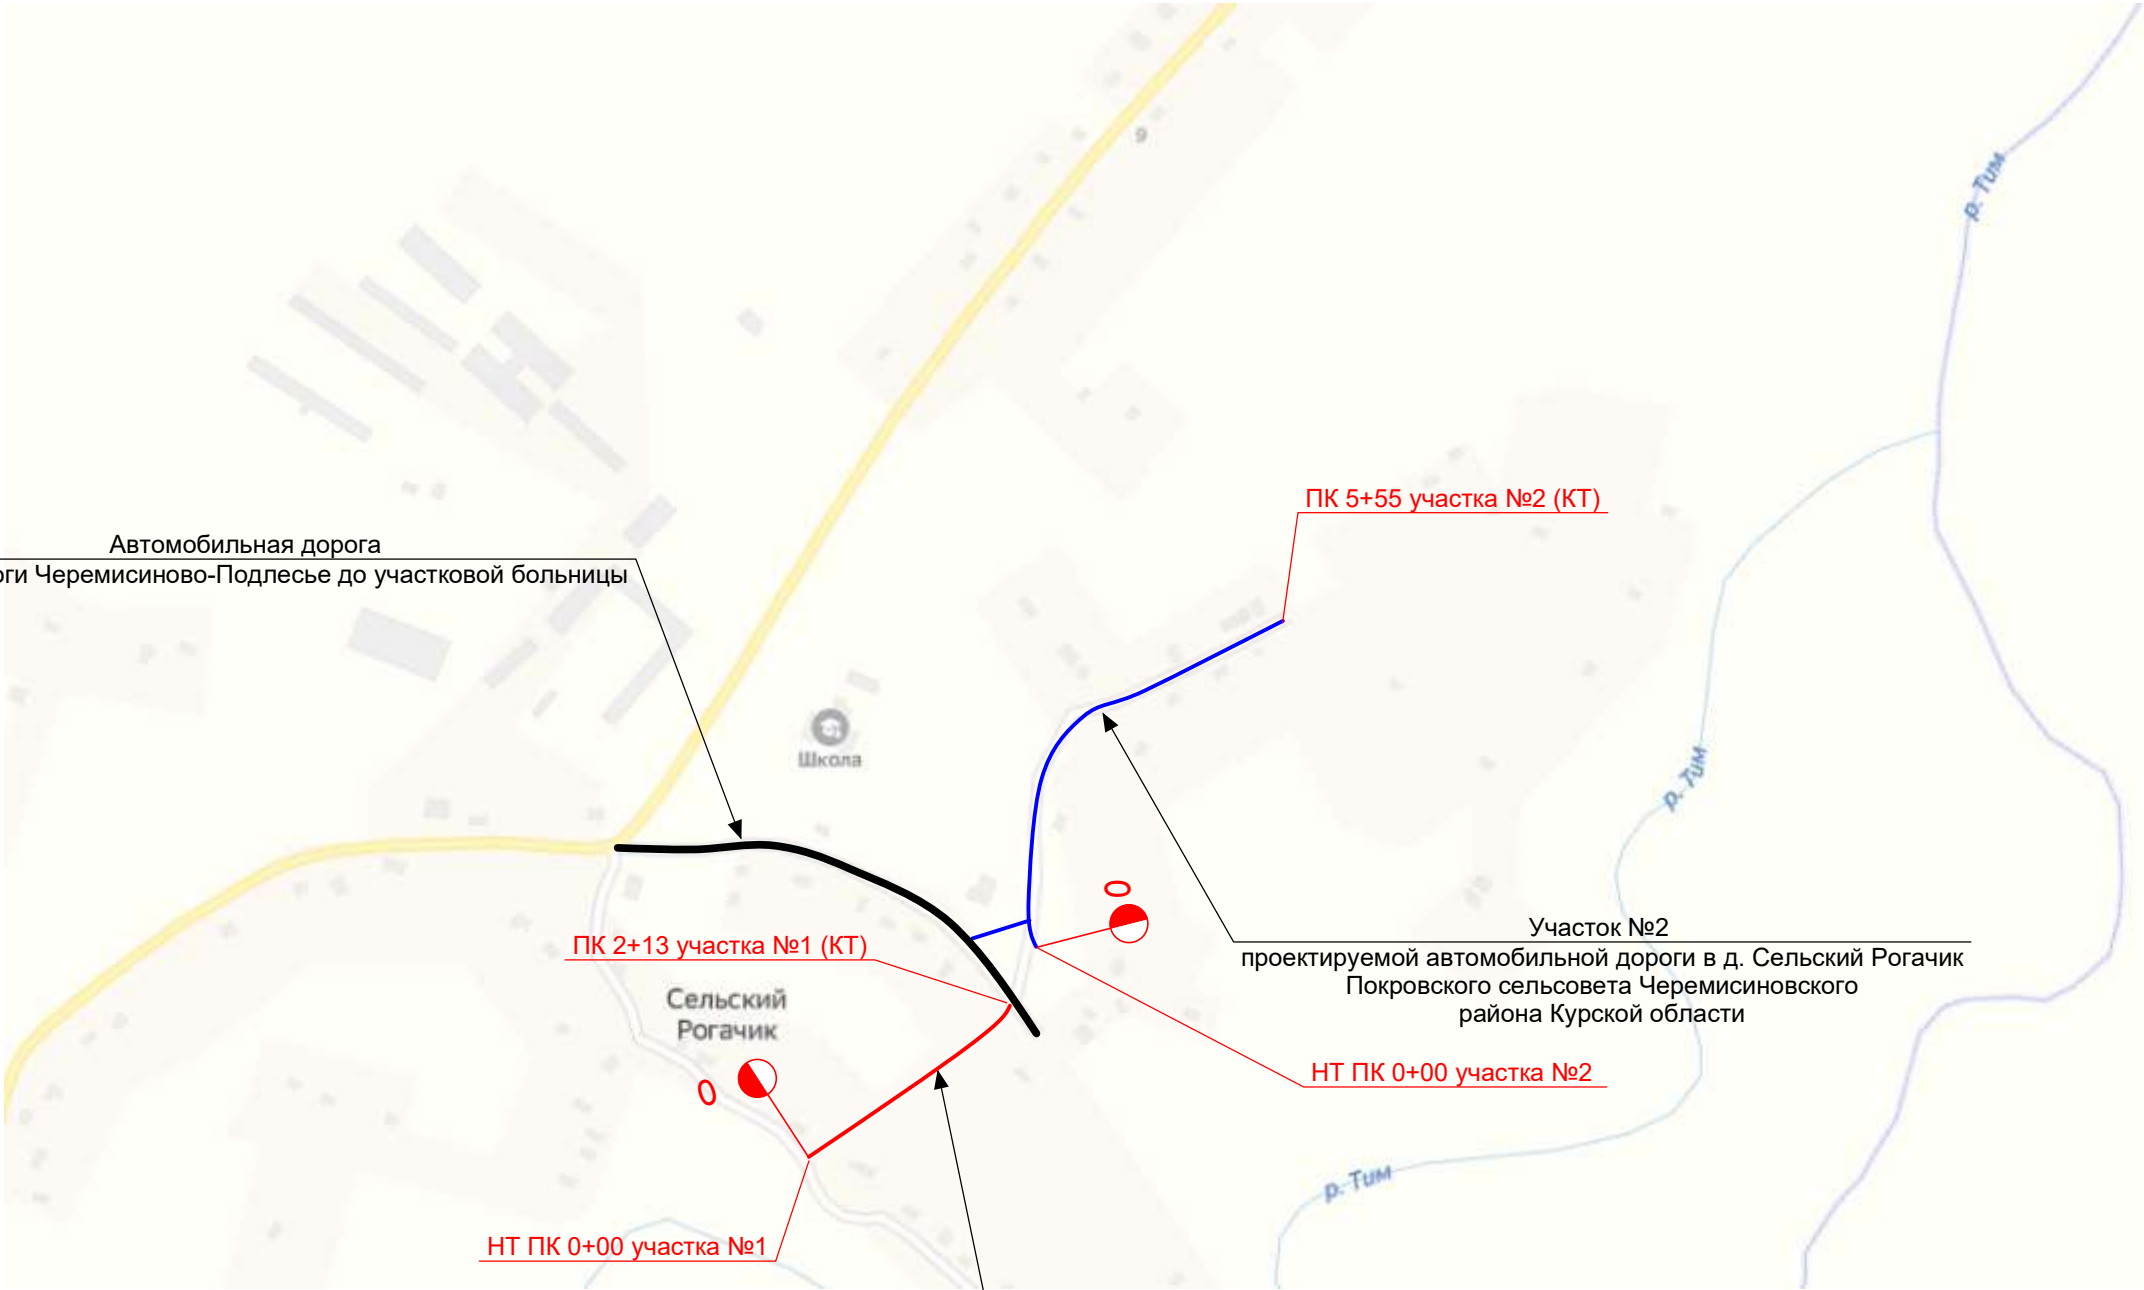 9
р. Тим
ПК 5+55 участка №2 (КТ)
Автомобильная дорога
ги Черемисиново-Подлесье до участковой больницы
Школа
р. Тим
0
Участок №2
проектируемой автомобильной дороги в д. Сельский Рогачик
Покровского сельсовета Черемисиновского
района Курской области
ПК 2+13 участка №1 (КТ)
Сельский
Рогачик
0
НТ ПК 0+00 участка №2
р. Тим
НТ ПК 0+00 участка №1